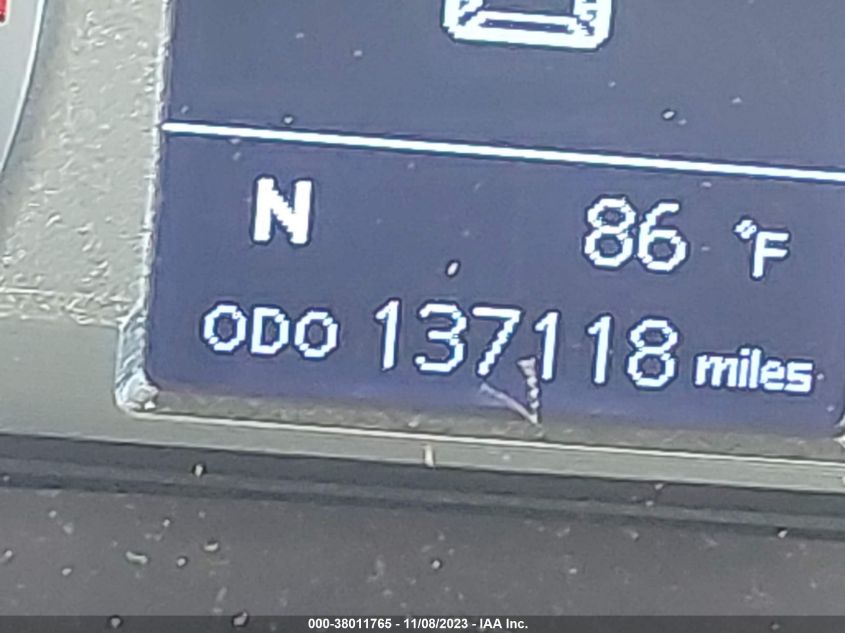 N 86 °F
ODO 137118 miles
000-38011765 - 11/08/2023 - IAA Inc.